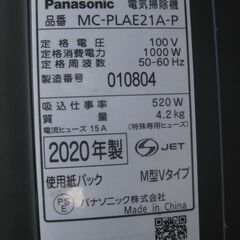 Panasonic 電気掃除機
品番 MC-PLAE21A-P
定格電圧 100V
定格消費電力 1000W
定格周波数 50-60Hz
製造番号 010804
吸込仕事率 520W
質量 4.2kg
電流ヒューズ 15A (特殊専用ヒューズ)
2020年製 S JET
使用紙パック M型Vタイプ
PS E パナソニック株式会社
Made in China